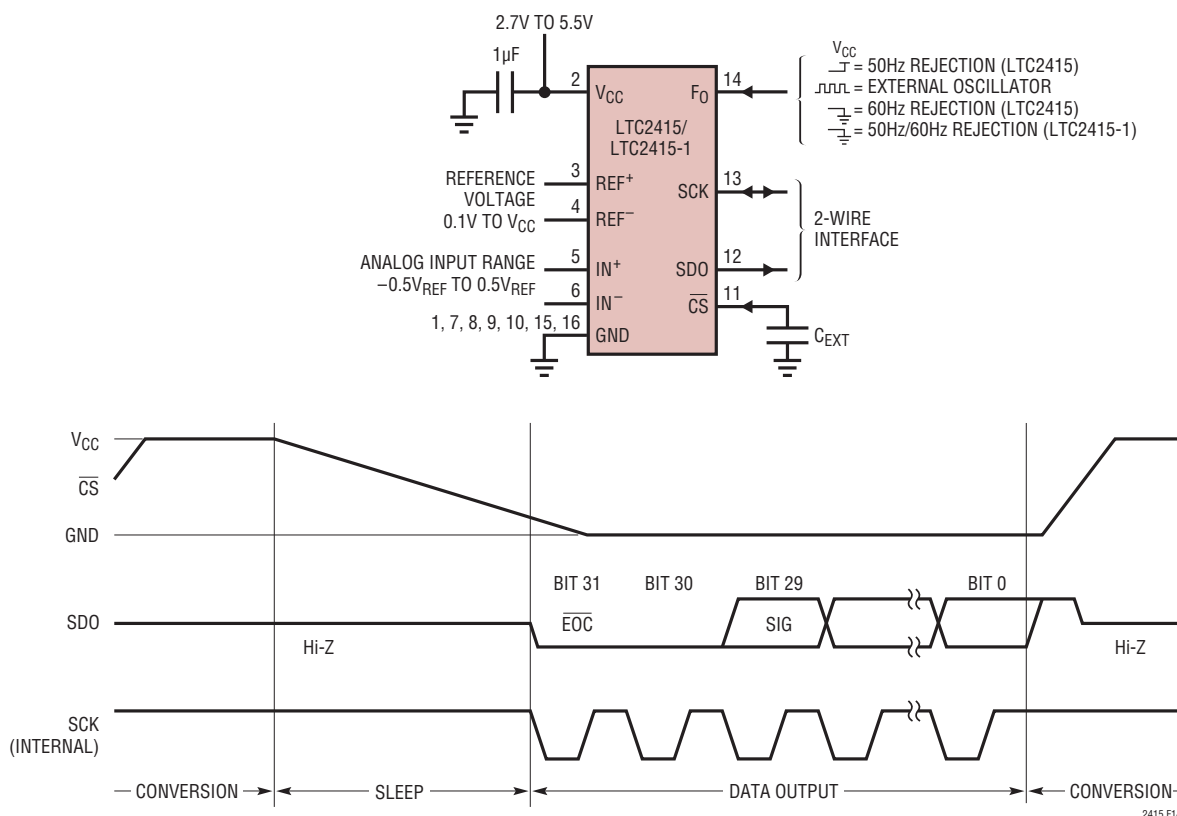 2.7V TO 5.5V
1µF
2
VCC
14
FO
LTC2415/
LTC2415-1
VCC
= 50Hz REJECTION (LTC2415)
= EXTERNAL OSCILLATOR
= 60Hz REJECTION (LTC2415)
= 50Hz/60Hz REJECTION (LTC2415-1)
REFERENCE
VOLTAGE
0.1V TO VCC
3
REF+
4
REF–
13
SCK
2-WIRE
INTERFACE
ANALOG INPUT RANGE
–0.5VREF TO 0.5VREF
5
IN+
6
IN–
12
SDO
11
CS
1, 7, 8, 9, 10, 15, 16
GND
CEXT
VCC
CS
GND
BIT 31
BIT 30
BIT 29
BIT 0
SDO
EOC
SIG
Hi-Z
Hi-Z
SCK
(INTERNAL)
CONVERSION
SLEEP
DATA OUTPUT
CONVERSION